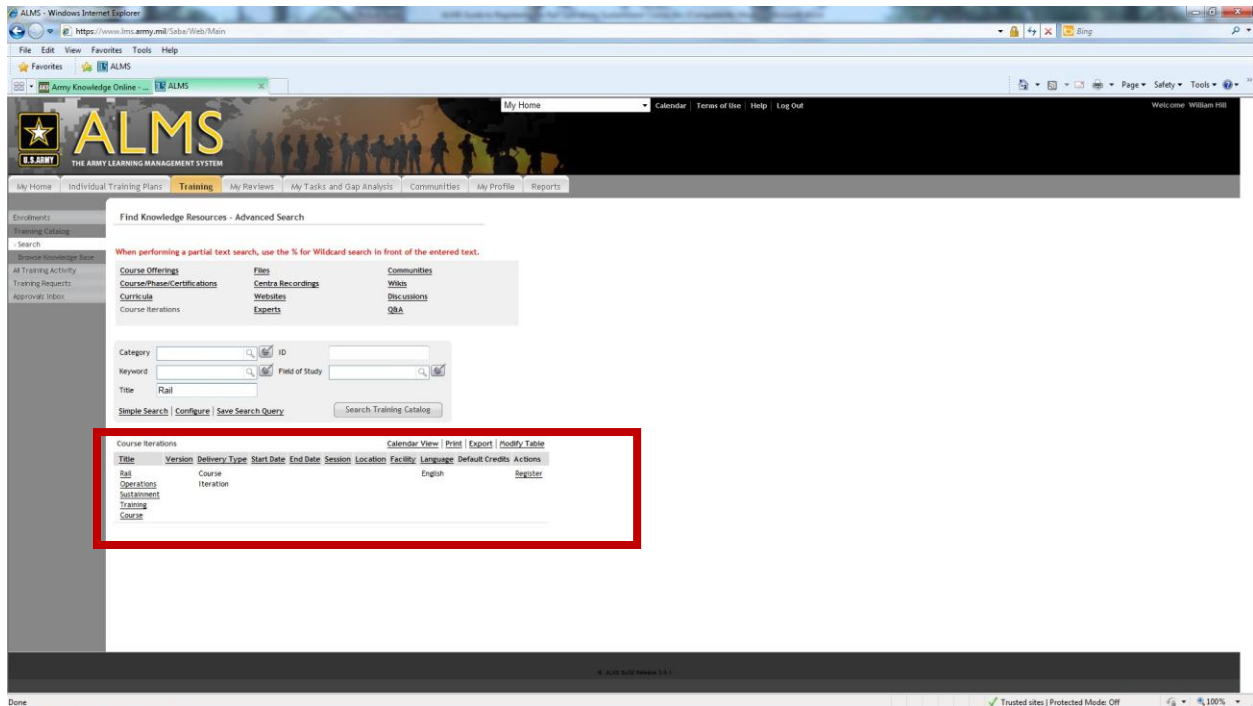 ALMS - Windows Internet Explorer
https://www.lms.army.mil/Saba/Web/Main
Bing
File Edit View Favorites Tools Help
Favorites ALMS
Army Knowledge Online - ... ALMS
Page Safety Tools
My Home Calendar | Terms of Use | Help | Log Out Welcome William Hill
ALMS
U.S.ARMY THE ARMY LEARNING MANAGEMENT SYSTEM
My Home Individual Training Plans Training My Reviews My Tasks and Gap Analysis Communities My Profile Reports
Enrollments
Training Catalog
- Search
Browse Knowledge Base
All Training Activity
Training Requests
Approvals Inbox
Find Knowledge Resources - Advanced Search
When performing a partial text search, use the % for Wildcard search in front of the entered text.
Course Offerings Files Communities
Course/Phase/Certifications Centra Recordings Wikis
Curricula Websites Discussions
Course Iterations Experts Q&A
Category ID
Keyword Field of Study
Title Rail
Simple Search | Configure | Save Search Query Search Training Catalog
Course Iterations Calendar View | Print | Export | Modify Table
Title Version Delivery Type Start Date End Date Session Location Facility Language Default Credits Actions
Rail Course English Register
Operations Iteration
Sustainment
Training
Course
Done Trusted sites | Protected Mode: Off 100%